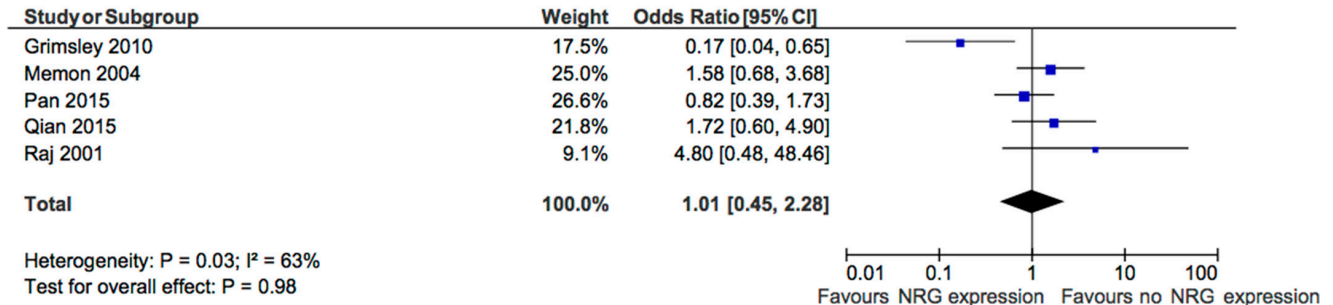 Study or Subgroup Weight Odds Ratio [95% CI]
Grimsley 2010 17.5% 0.17 [0.04, 0.65]
Memon 2004 25.0% 1.58 [0.68, 3.68]
Pan 2015 26.6% 0.82 [0.39, 1.73]
Qian 2015 21.8% 1.72 [0.60, 4.90]
Raj 2001 9.1% 4.80 [0.48, 48.46]
Total 100.0% 1.01 [0.45, 2.28]
Heterogeneity: P = 0.03; I² = 63%
Test for overall effect: P = 0.98
0.01 0.1 1 10 100
Favours NRG expression Favours no NRG expression